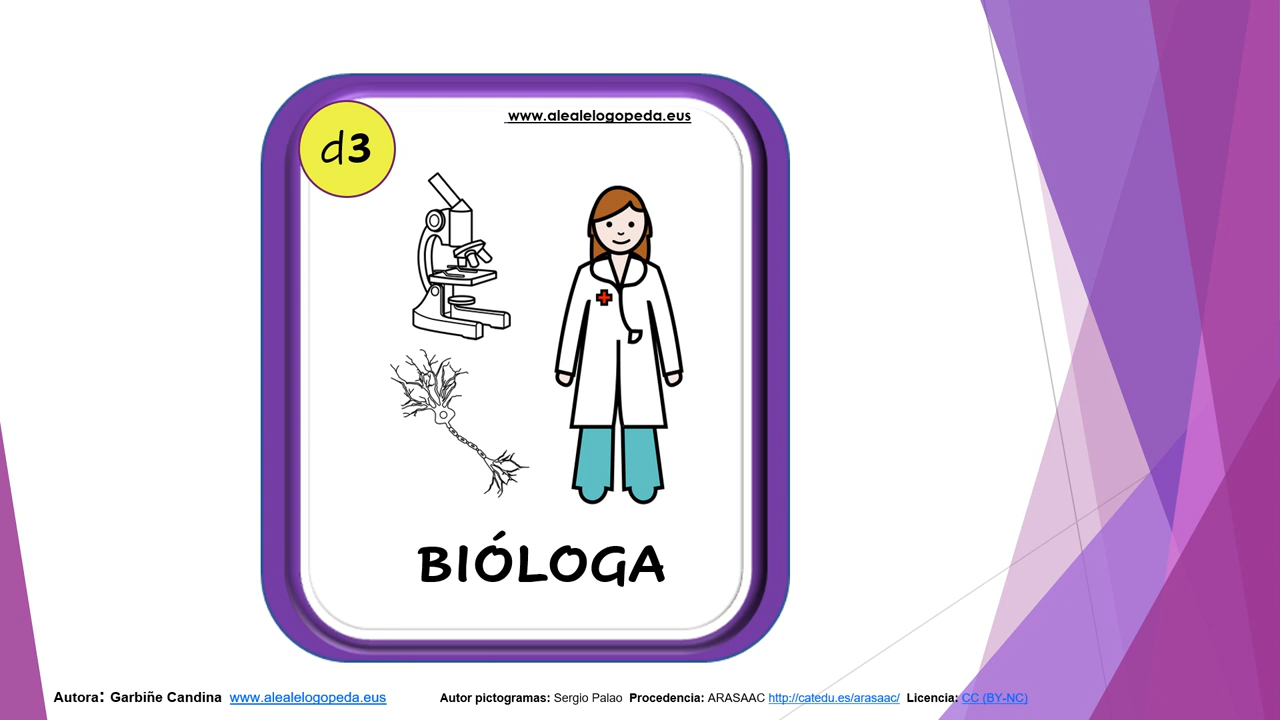 www.alealelogopeda.eus
d3
BIÓLOGA
Autora: Garbiñe Candina www.alealelogopeda.eus Autor pictogramas: Sergio Palao Procedencia: ARASAAC http://catedu.es/arasaac/ Licencia: CC (BY-NC)